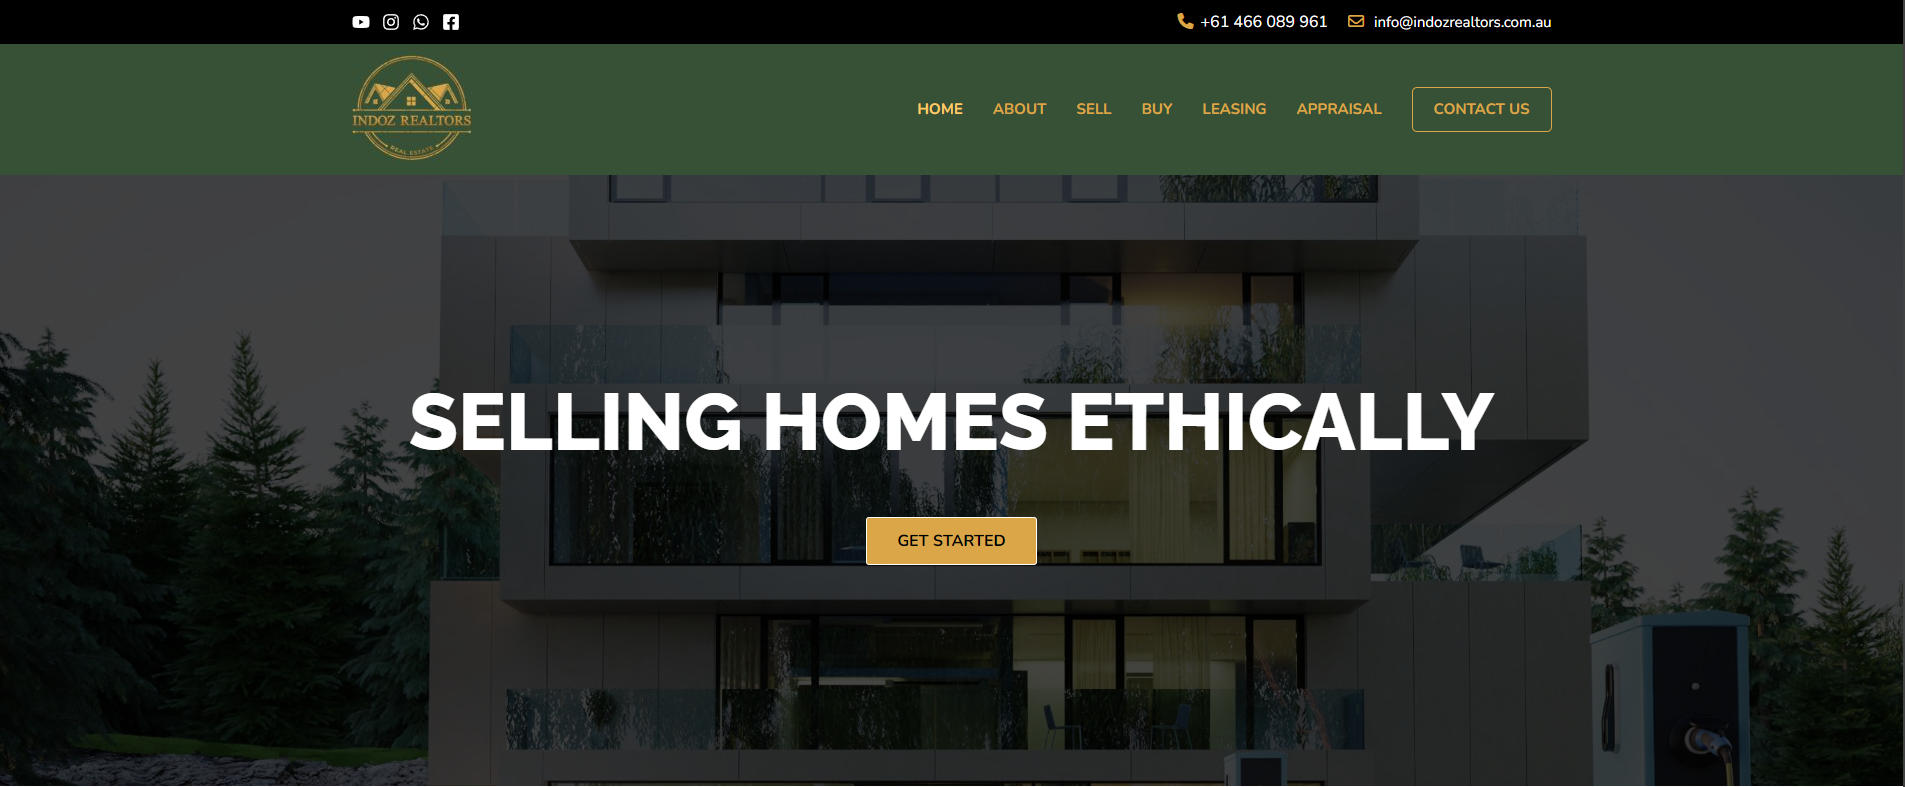 +61 466 089 961 info@indozrealtors.com.au
INDOZ REALTORS
REAL ESTATE
HOME ABOUT SELL BUY LEASING APPRAISAL CONTACT US
SELLING HOMES ETHICALLY
GET STARTED